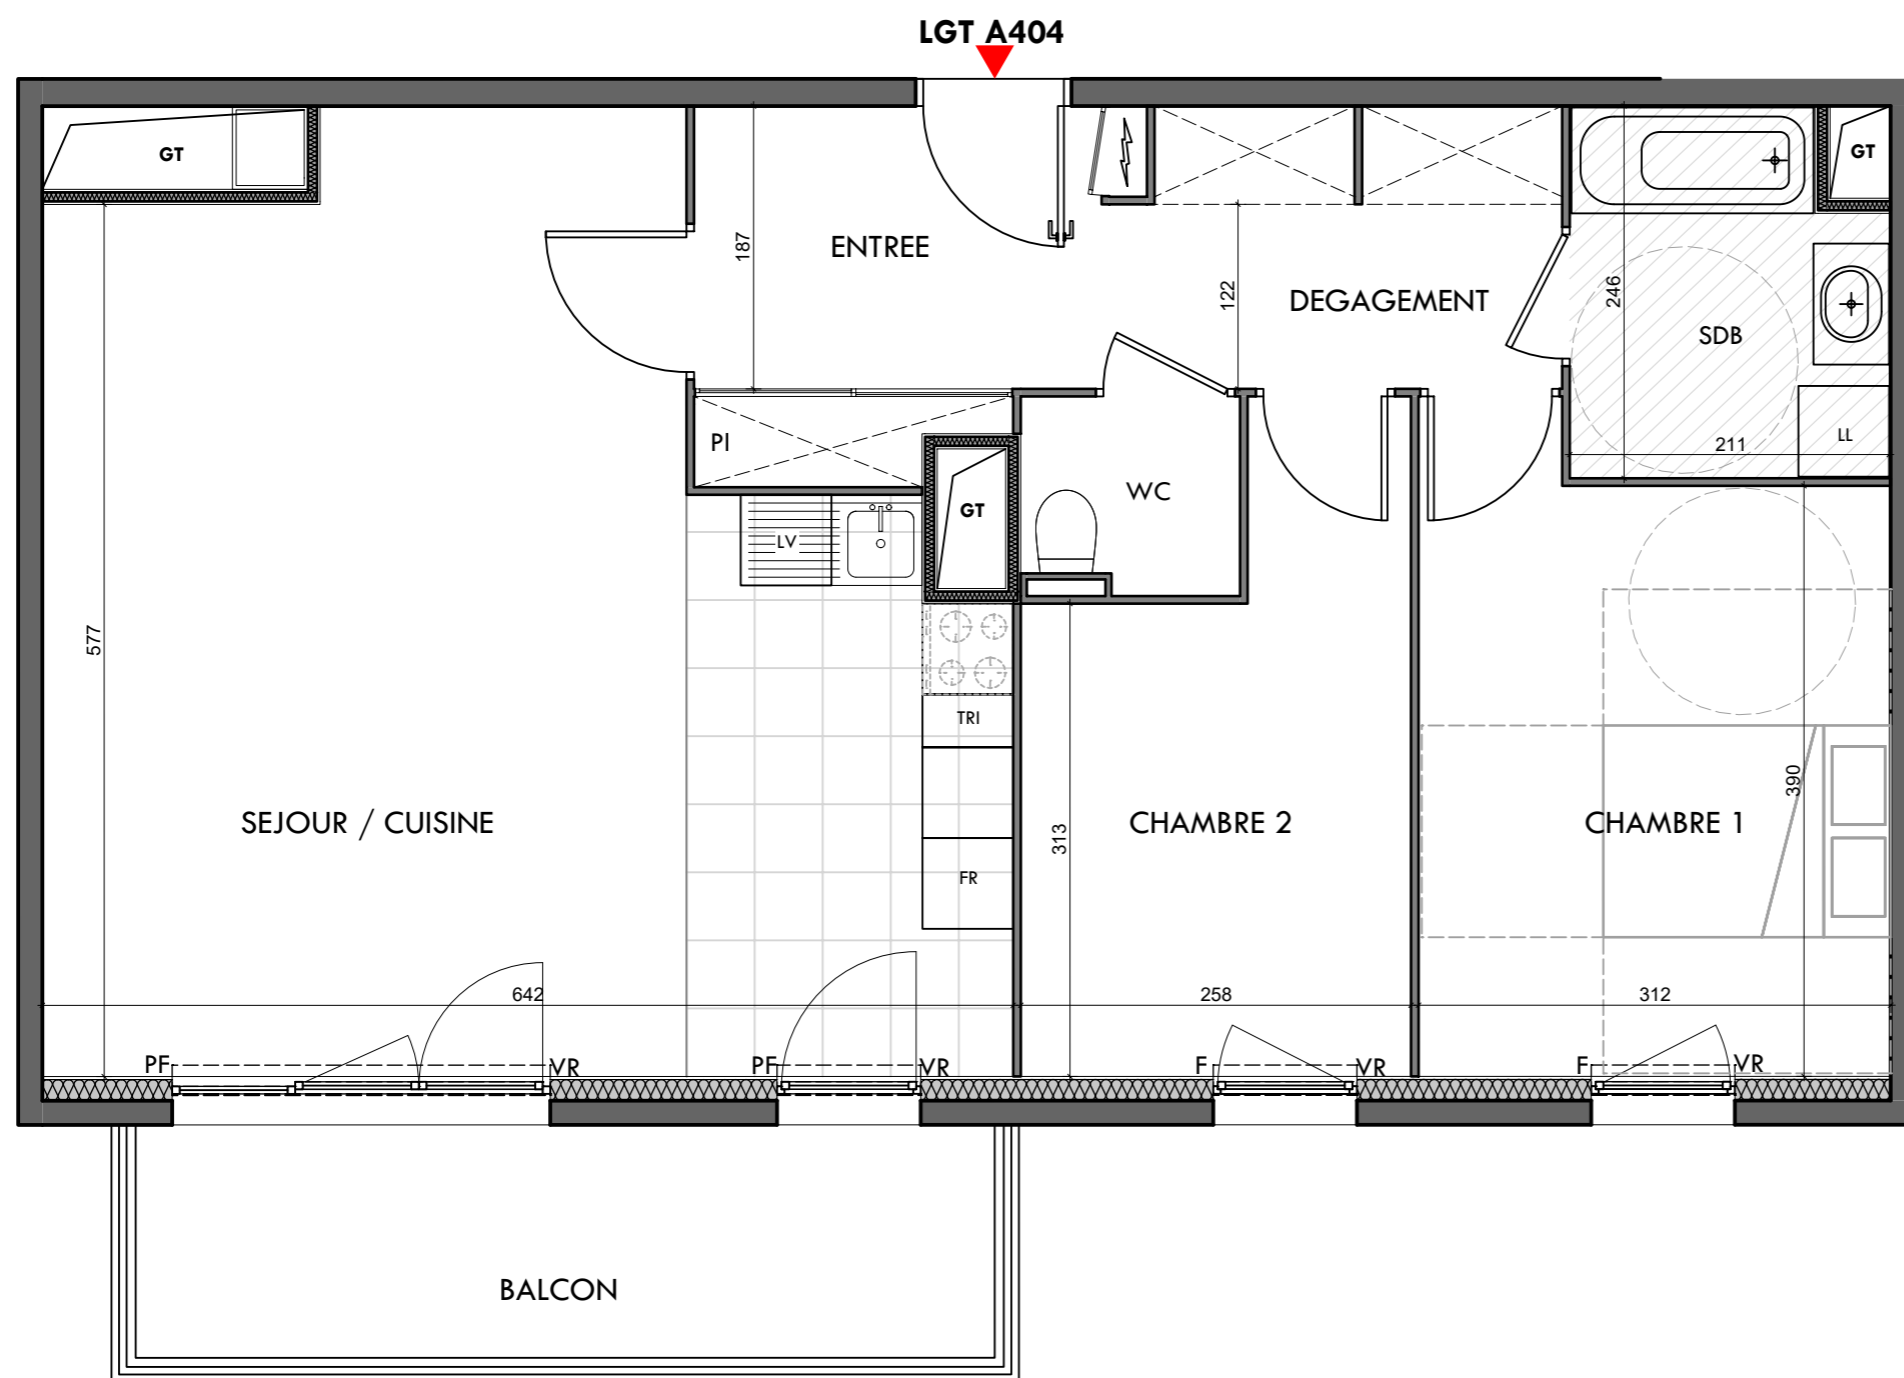 LGT A404
GT
GT
187
ENTREE
122
DEGAGEMENT
246
SDB
211
LL
PI
GT
WC
LV
577
TRI
FR
SEJOUR / CUISINE
313
CHAMBRE 2
390
CHAMBRE 1
642
258
312
PF
VR
PF
VR
F
VR
F
VR
BALCON